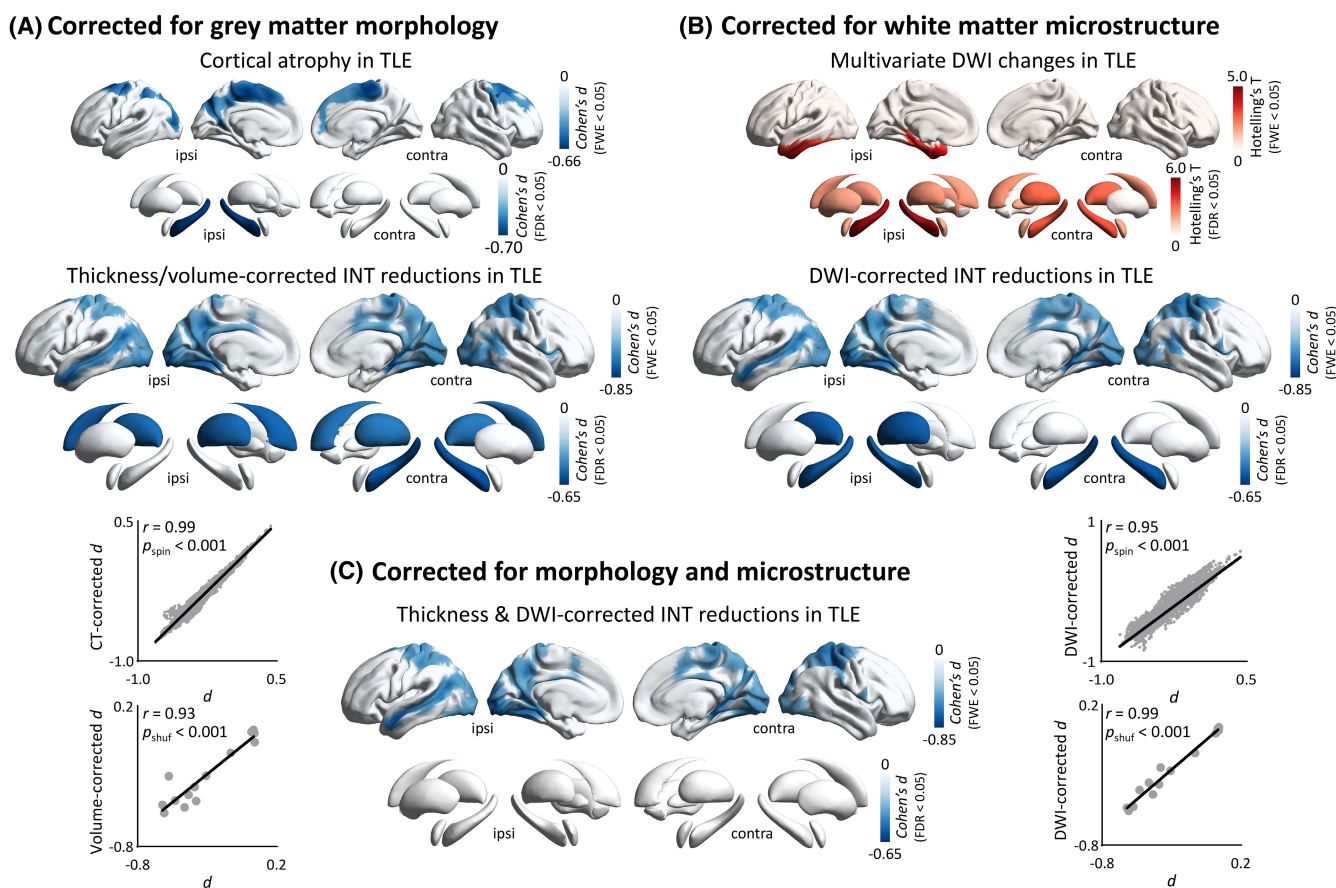 (A) Corrected for grey matter morphology
Cortical atrophy in TLE
0
Cohen's d
(FWE < 0.05)
-0.66
ipsi
contra
0
Cohen's d
(FDR < 0.05)
-0.70
ipsi
contra
Thickness/volume-corrected INT reductions in TLE
0
Cohen's d
(FWE < 0.05)
-0.85
ipsi
contra
0
Cohen's d
(FDR < 0.05)
-0.65
ipsi
contra
0.5
r = 0.99
pspin < 0.001
CT-corrected d
-1.0
-1.0
0.5
d
0.2
r = 0.93
pshuf < 0.001
Volume-corrected d
-0.8
-0.8
0.2
d
(B) Corrected for white matter microstructure
Multivariate DWI changes in TLE
5.0
Hotelling's T
(FWE < 0.05)
0
ipsi
contra
6.0
Hotelling's T
(FDR < 0.05)
0
ipsi
contra
DWI-corrected INT reductions in TLE
0
Cohen's d
(FWE < 0.05)
-0.85
ipsi
contra
0
Cohen's d
(FDR < 0.05)
-0.65
ipsi
contra
1
r = 0.95
pspin < 0.001
DWI-corrected d
-1
-1.0
0.5
d
0.2
r = 0.99
pshuf < 0.001
DWI-corrected d
-0.8
-0.8
0.2
d
(C) Corrected for morphology and microstructure
Thickness & DWI-corrected INT reductions in TLE
0
Cohen's d
(FWE < 0.05)
-0.85
ipsi
contra
0
Cohen's d
(FDR < 0.05)
-0.65
ipsi
contra